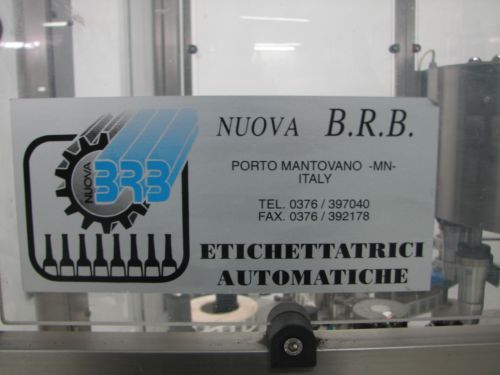 NUOVA
BRB
NUOVA B.R.B.
PORTO MANTOVANO -MN-
ITALY
TEL. 0376 / 397040
FAX. 0376 / 392178
ETICHETTATRICI
AUTOMATICHE